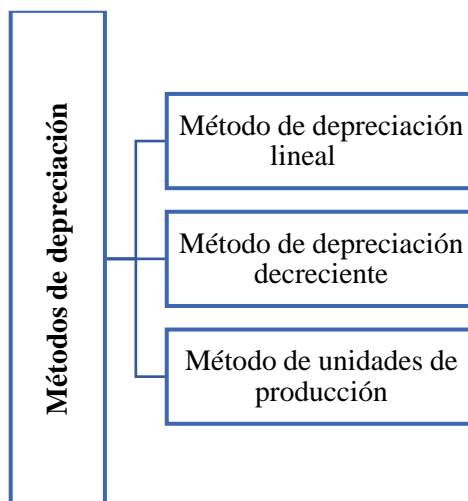 Métodos de depreciación
Método de depreciación
lineal
Método de depreciación
decreciente
Método de unidades de
producción